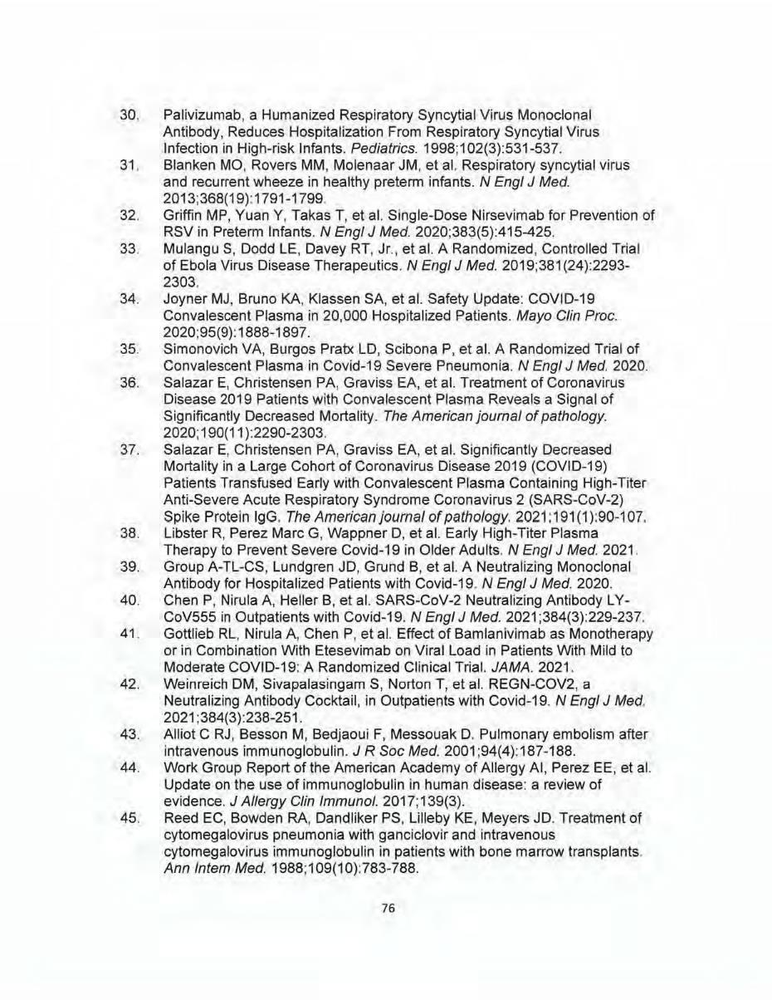 30. Palivizumab, a Humanized Respiratory Syncytial Virus Monoclonal
Antibody, Reduces Hospitalization From Respiratory Syncytial Virus
Infection in High-risk Infants. Pediatrics. 1998;102(3):531-537.
31. Blanken MO, Rovers MM, Molenaar JM, et al. Respiratory syncytial virus
and recurrent wheeze in healthy preterm infants. N Engl J Med.
2013;368(19):1791-1799.
32. Griffin MP, Yuan Y, Takas T, et al. Single-Dose Nirsevimab for Prevention of
RSV in Preterm Infants. N Engl J Med. 2020;383(5):415-425.
33. Mulangu S, Dodd LE, Davey RT, Jr., et al. A Randomized, Controlled Trial
of Ebola Virus Disease Therapeutics. N Engl J Med. 2019;381(24):2293-
2303.
34. Joyner MJ, Bruno KA, Klassen SA, et al. Safety Update: COVID-19
Convalescent Plasma in 20,000 Hospitalized Patients. Mayo Clin Proc.
2020;95(9):1888-1897.
35. Simonovich VA, Burgos Pratx LD, Scibona P, et al. A Randomized Trial of
Convalescent Plasma in Covid-19 Severe Pneumonia. N Engl J Med. 2020.
36. Salazar E, Christensen PA, Graviss EA, et al. Treatment of Coronavirus
Disease 2019 Patients with Convalescent Plasma Reveals a Signal of
Significantly Decreased Mortality. The American journal of pathology.
2020;190(11):2290-2303.
37. Salazar E, Christensen PA, Graviss EA, et al. Significantly Decreased
Mortality in a Large Cohort of Coronavirus Disease 2019 (COVID-19)
Patients Transfused Early with Convalescent Plasma Containing High-Titer
Anti-Severe Acute Respiratory Syndrome Coronavirus 2 (SARS-CoV-2)
Spike Protein IgG. The American journal of pathology. 2021;191(1):90-107.
38. Libster R, Perez Marc G, Wappner D, et al. Early High-Titer Plasma
Therapy to Prevent Severe Covid-19 in Older Adults. N Engl J Med. 2021.
39. Group A-TL-CS, Lundgren JD, Grund B, et al. A Neutralizing Monoclonal
Antibody for Hospitalized Patients with Covid-19. N Engl J Med. 2020.
40. Chen P, Nirula A, Heller B, et al. SARS-CoV-2 Neutralizing Antibody LY-
CoV555 in Outpatients with Covid-19. N Engl J Med. 2021;384(3):229-237.
41. Gottlieb RL, Nirula A, Chen P, et al. Effect of Bamlanivimab as Monotherapy
or in Combination With Etesevimab on Viral Load in Patients With Mild to
Moderate COVID-19: A Randomized Clinical Trial. JAMA. 2021.
42. Weinreich DM, Sivapalasingam S, Norton T, et al. REGN-COV2, a
Neutralizing Antibody Cocktail, in Outpatients with Covid-19. N Engl J Med.
2021;384(3):238-251.
43. Alliot C RJ, Besson M, Bedjaoui F, Messouak D. Pulmonary embolism after
intravenous immunoglobulin. J R Soc Med. 2001;94(4):187-188.
44. Work Group Report of the American Academy of Allergy AI, Perez EE, et al.
Update on the use of immunoglobulin in human disease: a review of
evidence. J Allergy Clin Immunol. 2017;139(3).
45. Reed EC, Bowden RA, Dandliker PS, Lilleby KE, Meyers JD. Treatment of
cytomegalovirus pneumonia with ganciclovir and intravenous
cytomegalovirus immunoglobulin in patients with bone marrow transplants.
Ann Intern Med. 1988;109(10):783-788.
76